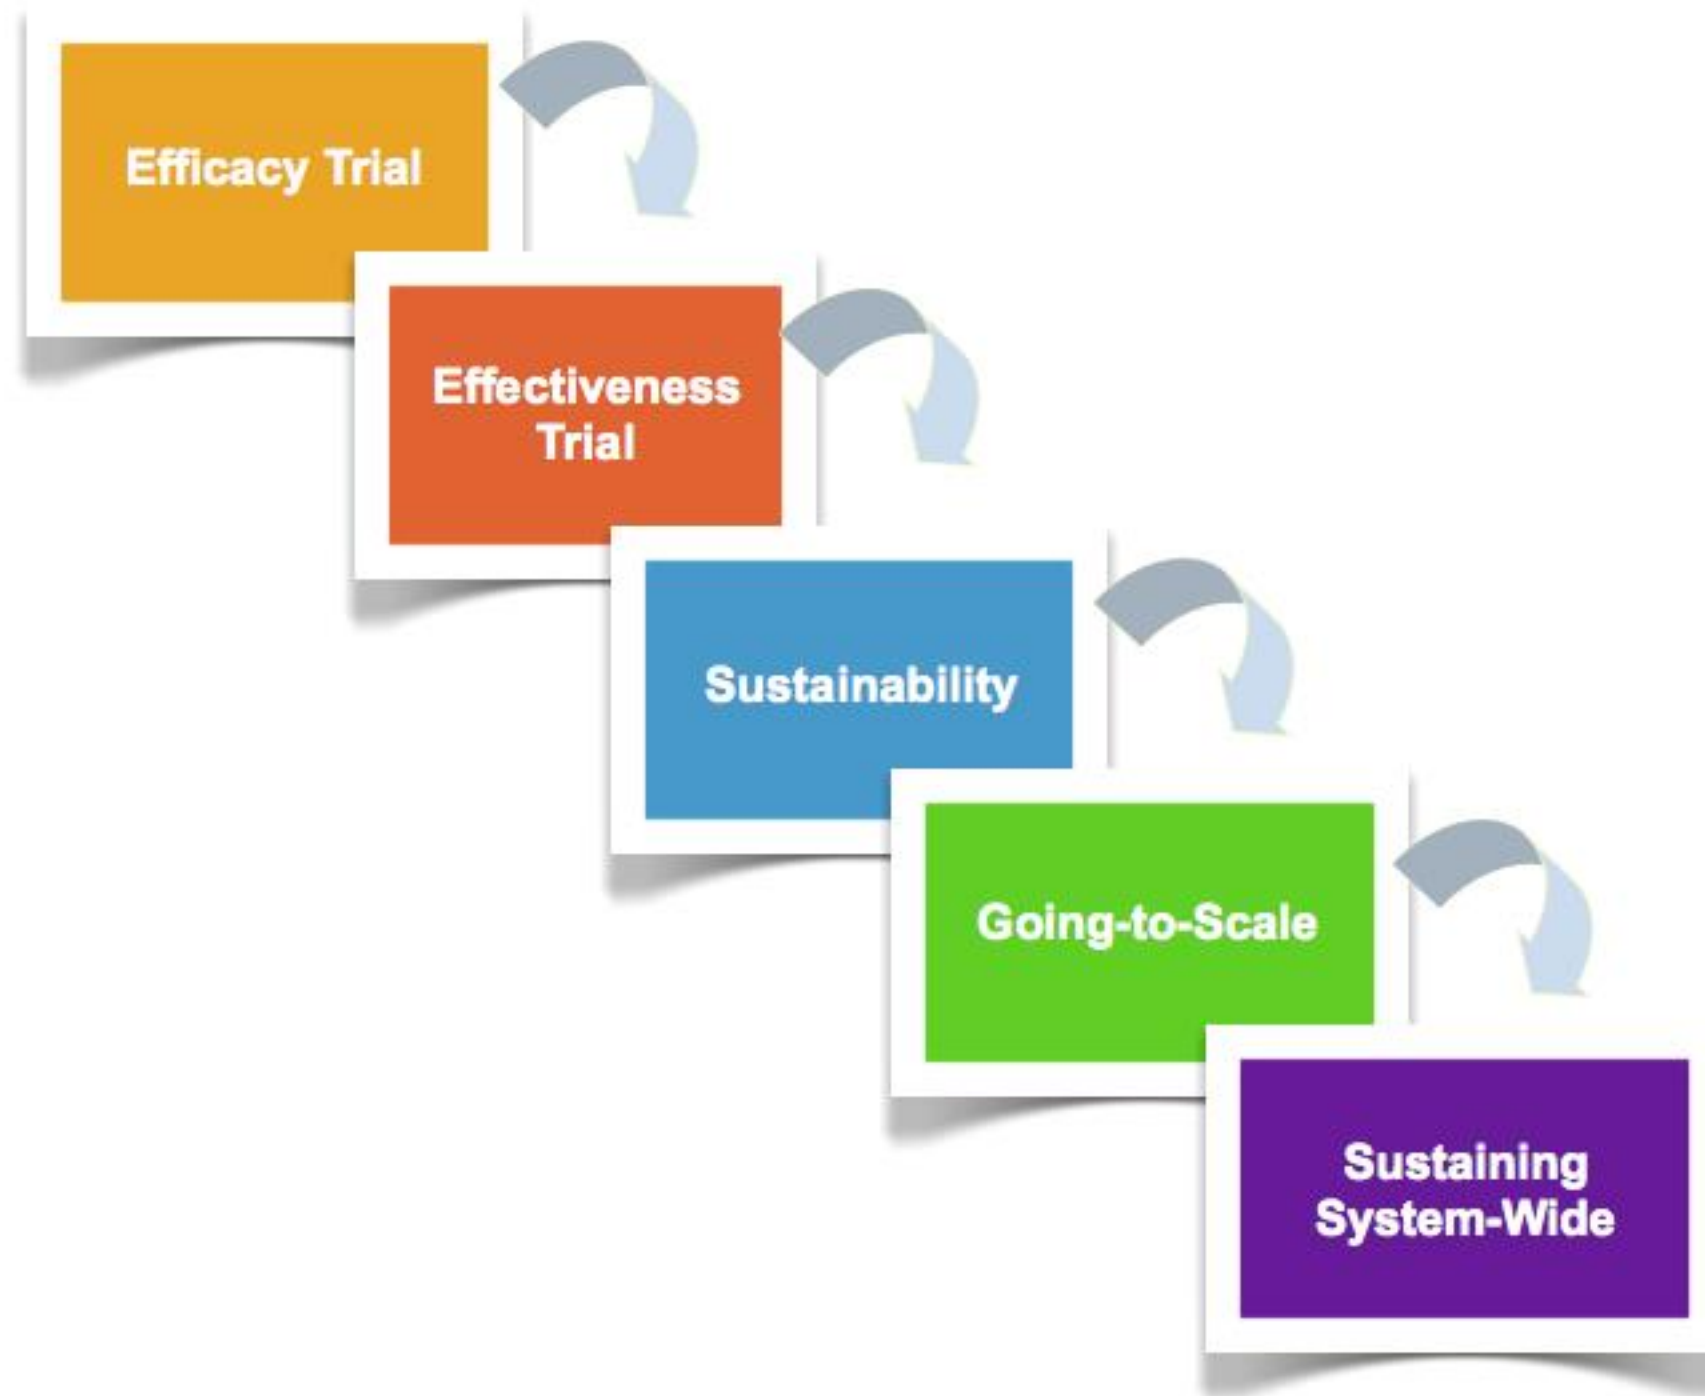 Efficacy Trial
Effectiveness
Trial
Sustainability
Going-to-Scale
Sustaining
System-Wide